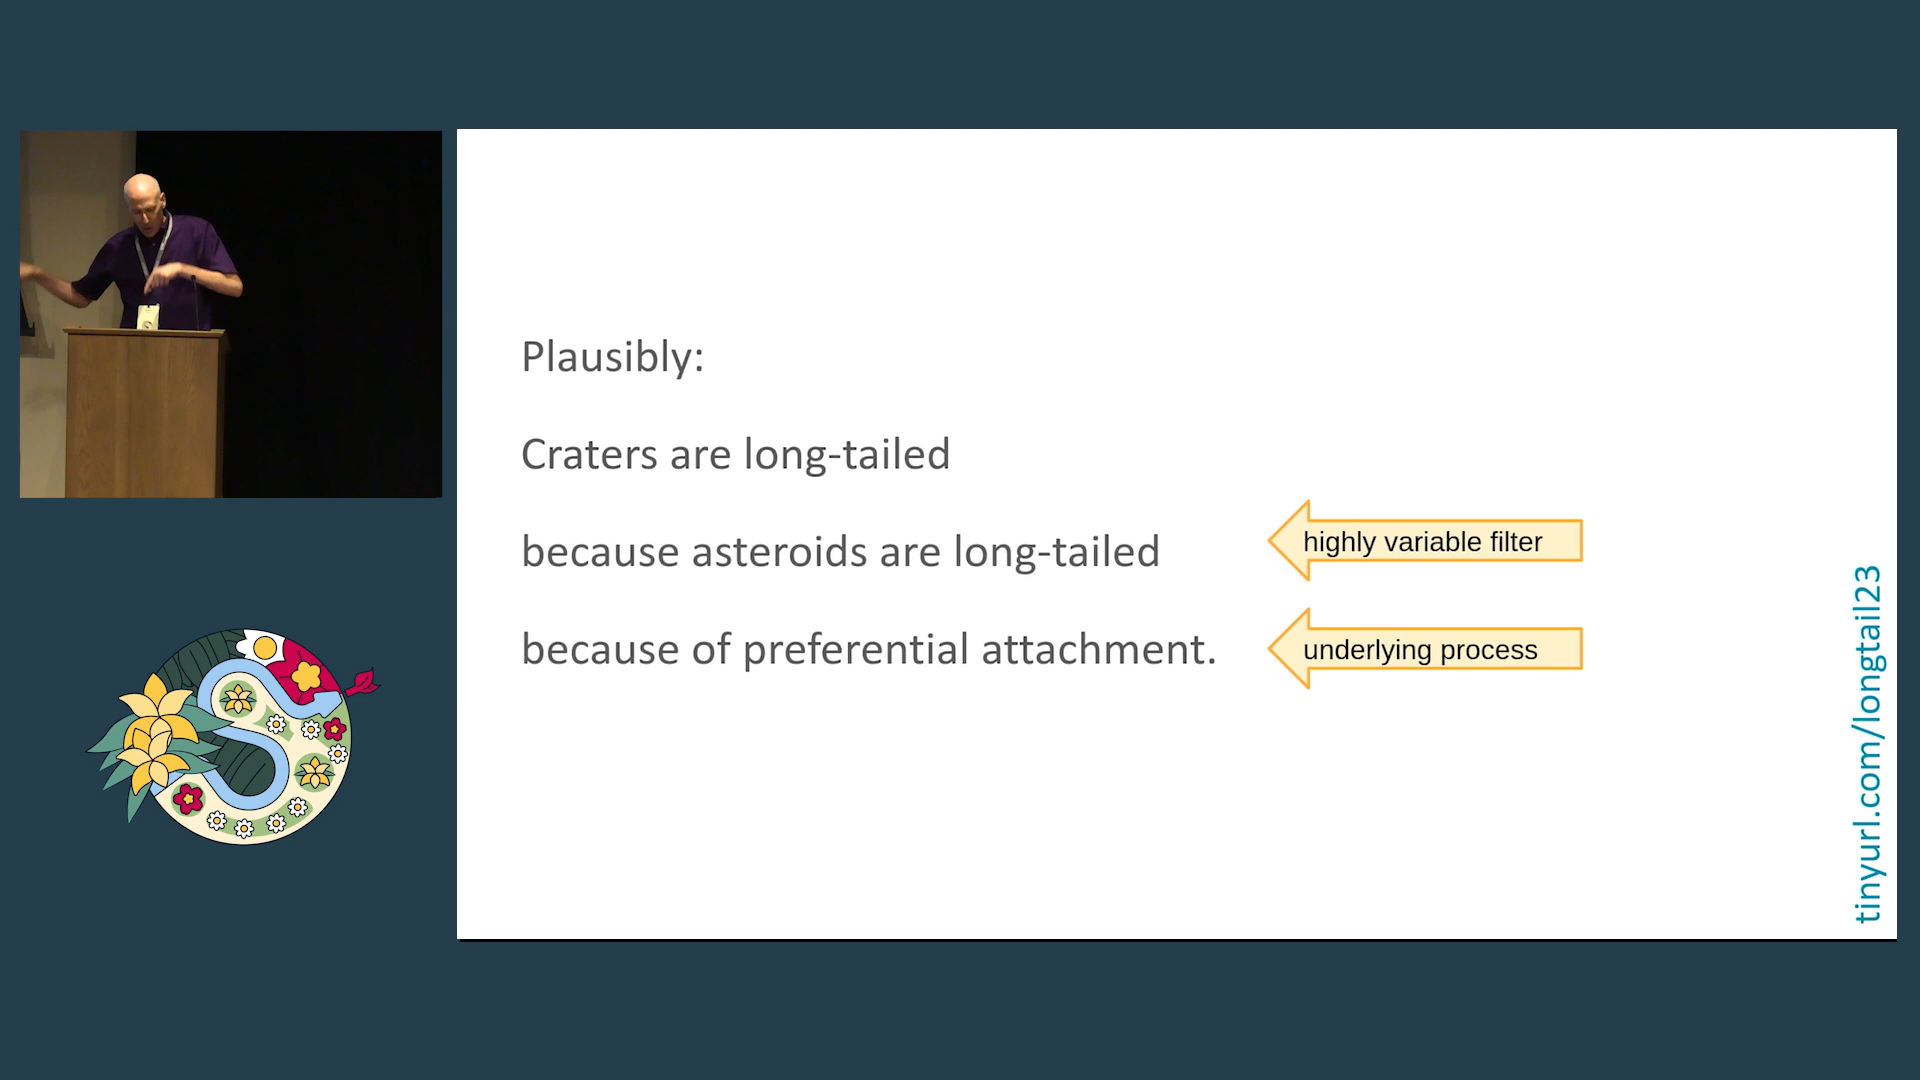 Plausibly:
Craters are long-tailed
because asteroids are long-tailed
highly variable filter
because of preferential attachment.
underlying process
tinyurl.com/longtail23